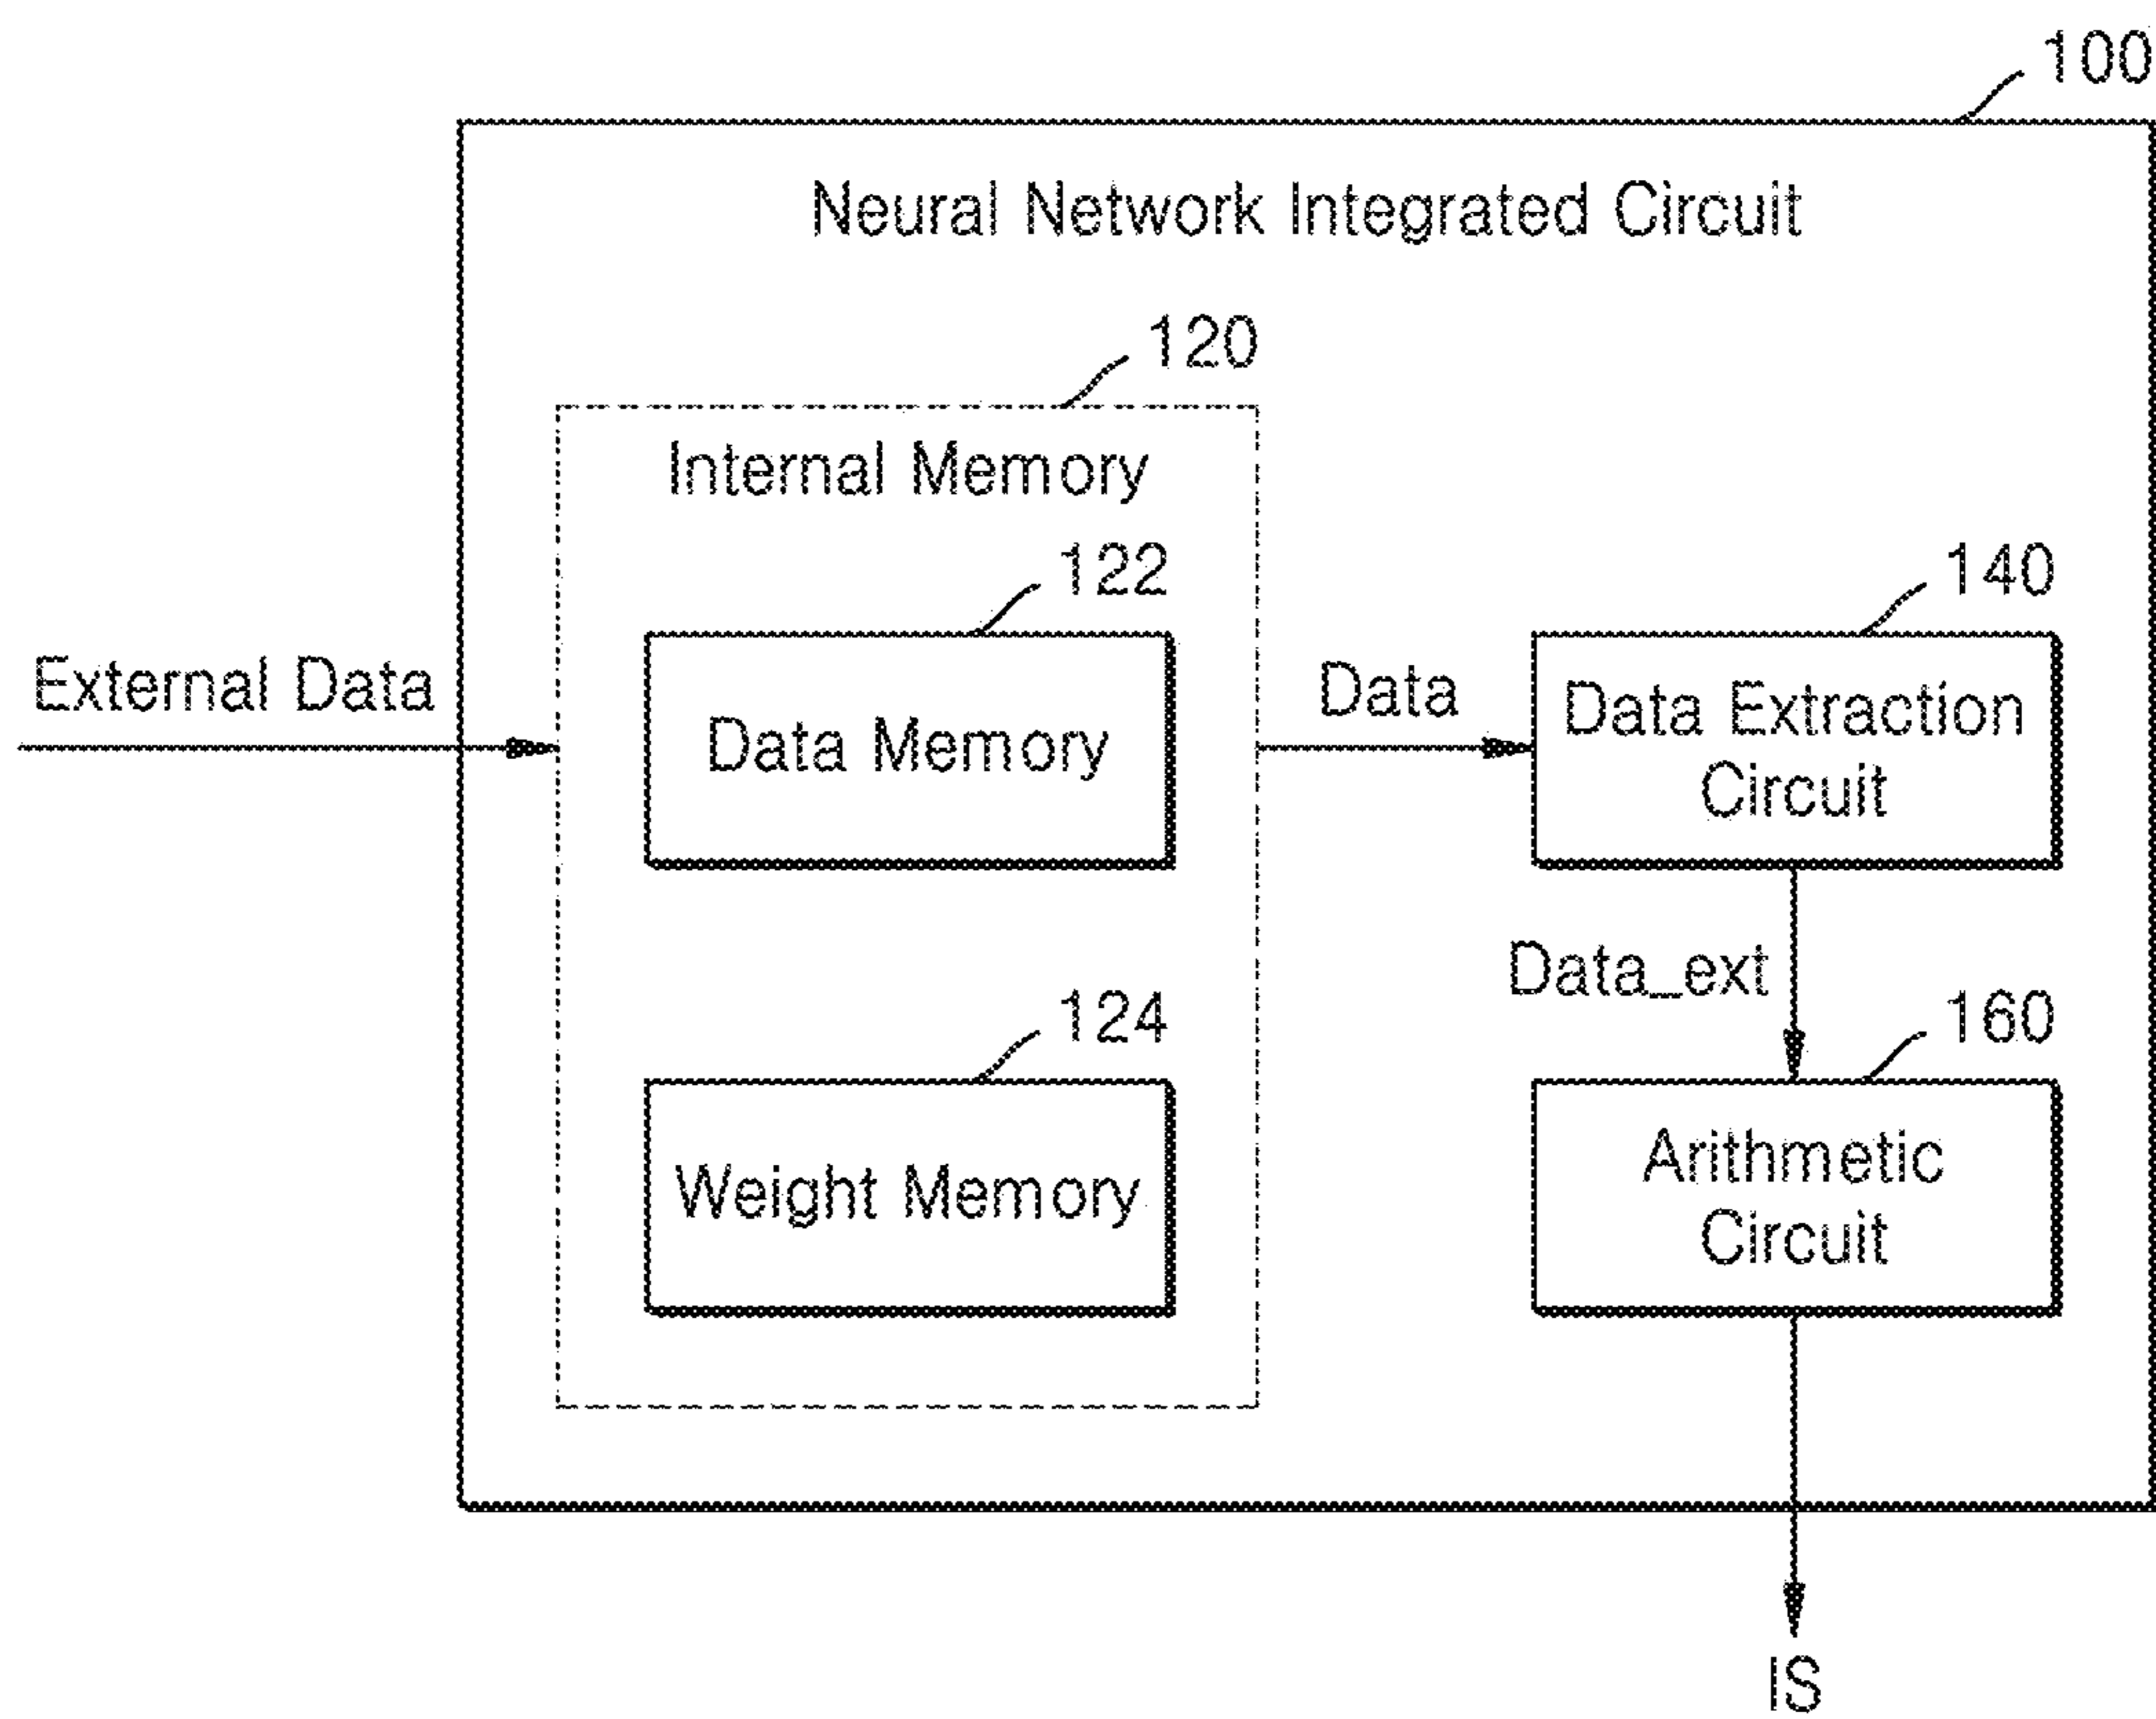 100
Neural Network Integrated Circuit
120
Internal Memory
122
140
External Data
Data
Data Memory
Data Extraction
Circuit
Data_ext
124
160
Weight Memory
Arithmetic
Circuit
IS